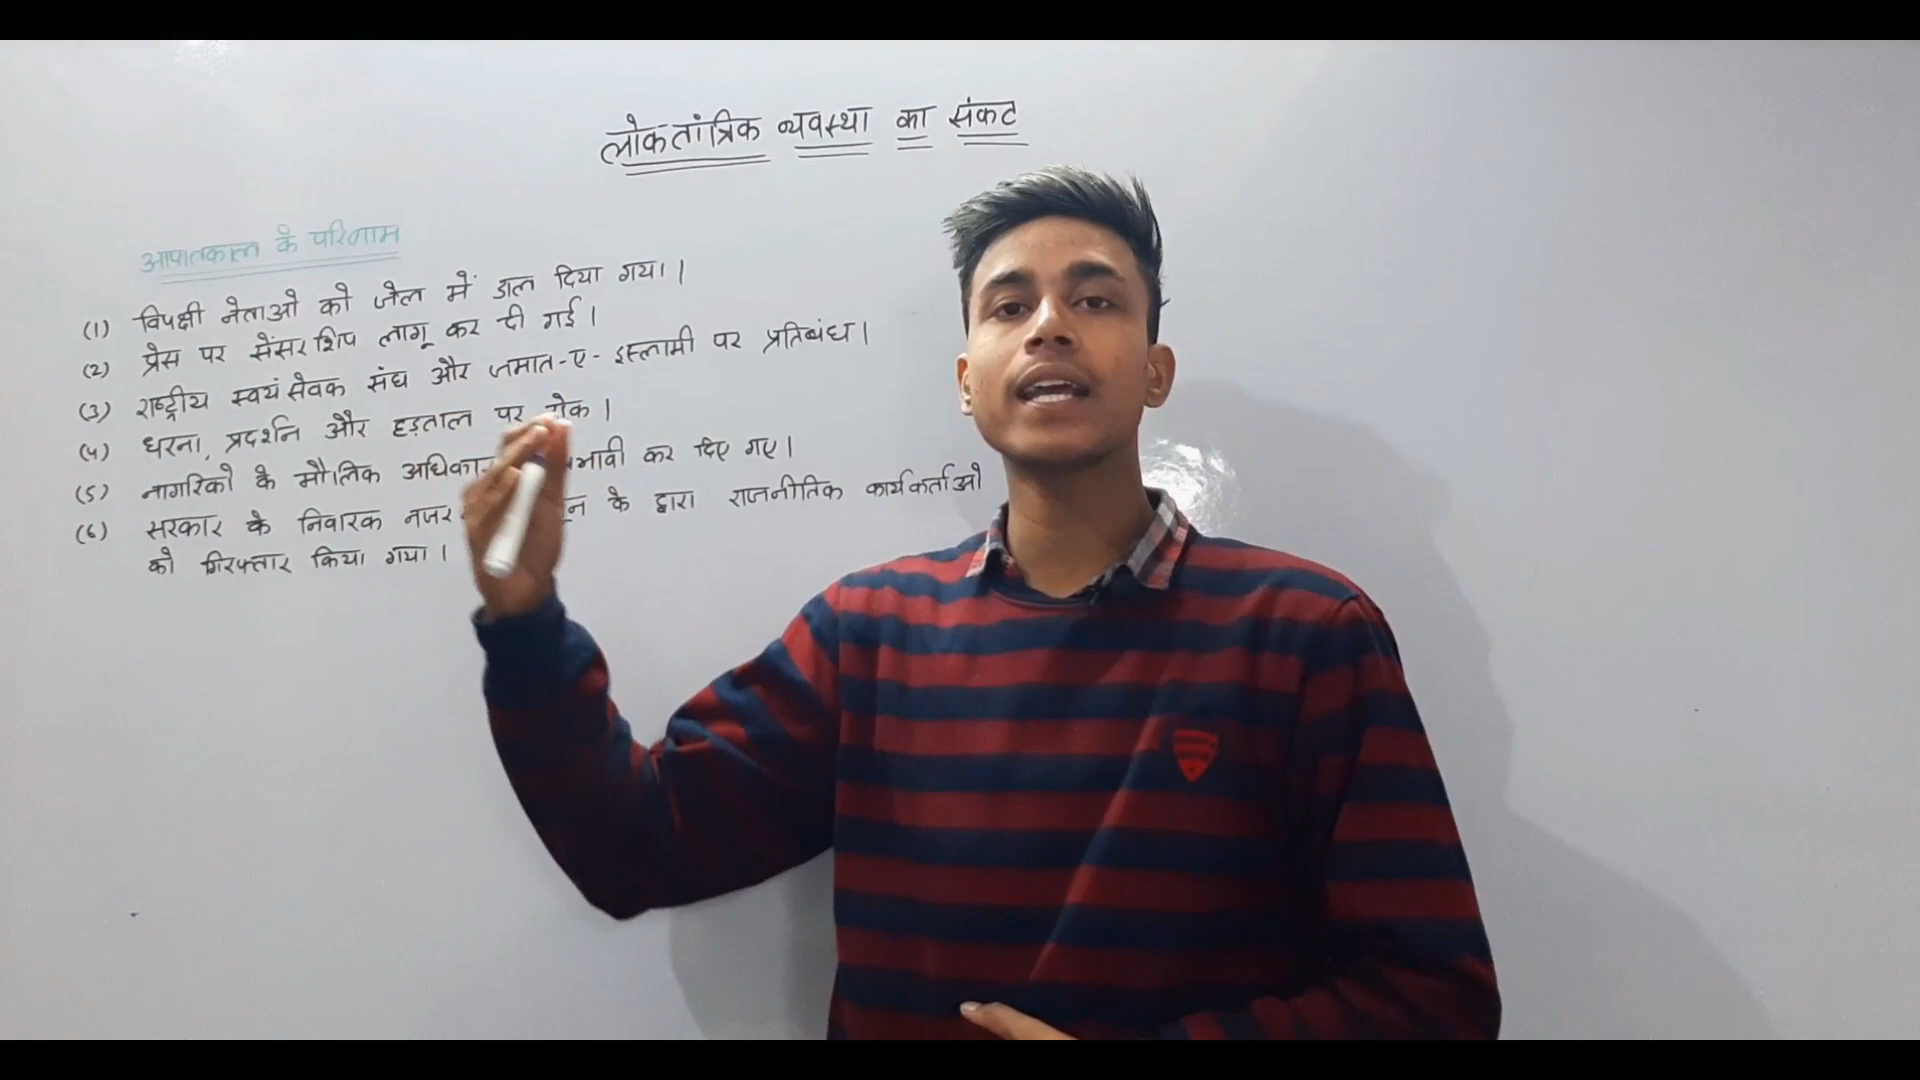 लोकतांत्रिक व्यवस्था का संकट
आपातकाल के परिणाम
(1) विपक्षी नेताओ को जेल में डाल दिया गया।
(2) प्रेस पर सेंसरशिप लागू कर दी गई।
(3) राष्ट्रीय स्वयं सेवक संघ और जमात-ए-इस्लामी पर प्रतिबंध।
(4) धरना, प्रदर्शन और हड़ताल पर रोक।
(5) नागरिको के मौलिक कर दिए गए।
(6) सरकार के निवारक नजर के द्वारा राजनीतिक कार्यकर्ताओ
को गिरफ्तार किया गया।